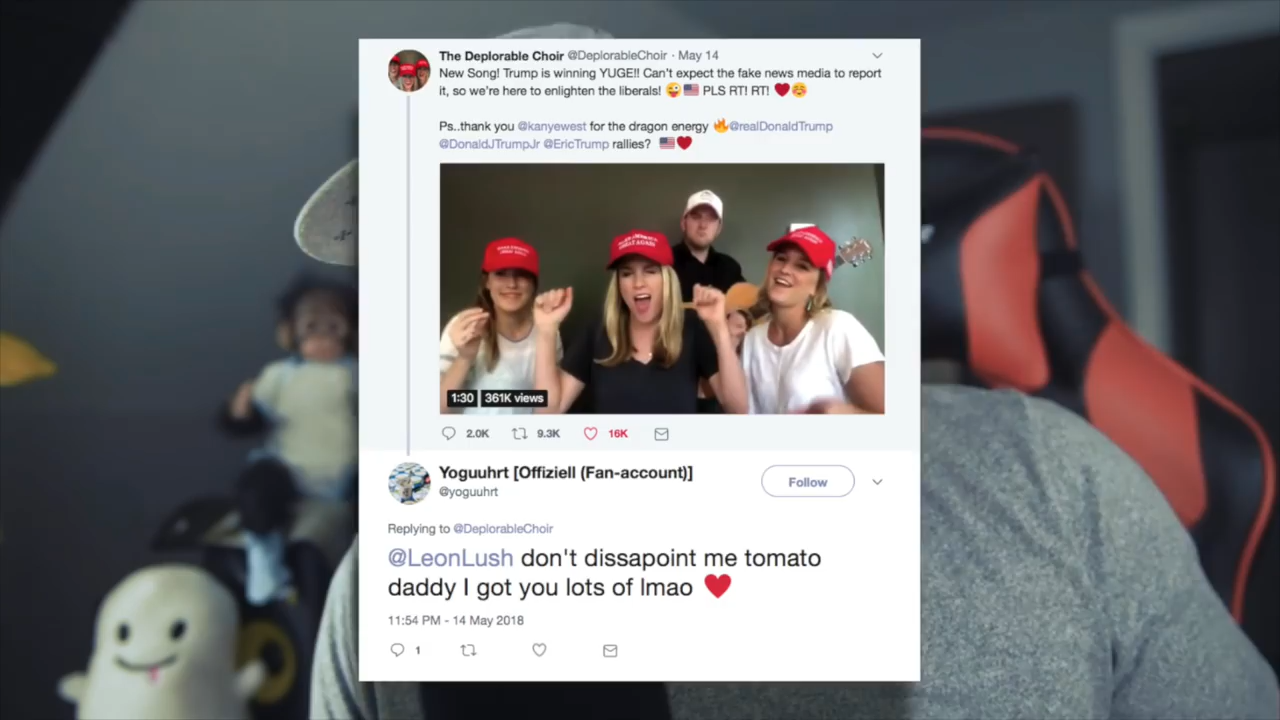 The Deplorable Choir @DeplorableChoir · May 14
New Song! Trump is winning YUGE!! Can't expect the fake news media to report
it, so we're here to enlighten the liberals! 😜🇺🇸 PLS RT! RT! ❤️☺️
Ps..thank you @kanyewest for the dragon energy 🔥@realDonaldTrump
@DonaldJTrumpJr @EricTrump rallies? 🇺🇸❤️
1:30 361K views
2.0K 9.3K 16K
Yoguuhrt [Offiziell (Fan-account)]
@yoguuhrt
Follow
Replying to @DeplorableChoir
@LeonLush don't dissapoint me tomato
daddy I got you lots of lmao ❤️
11:54 PM - 14 May 2018
1